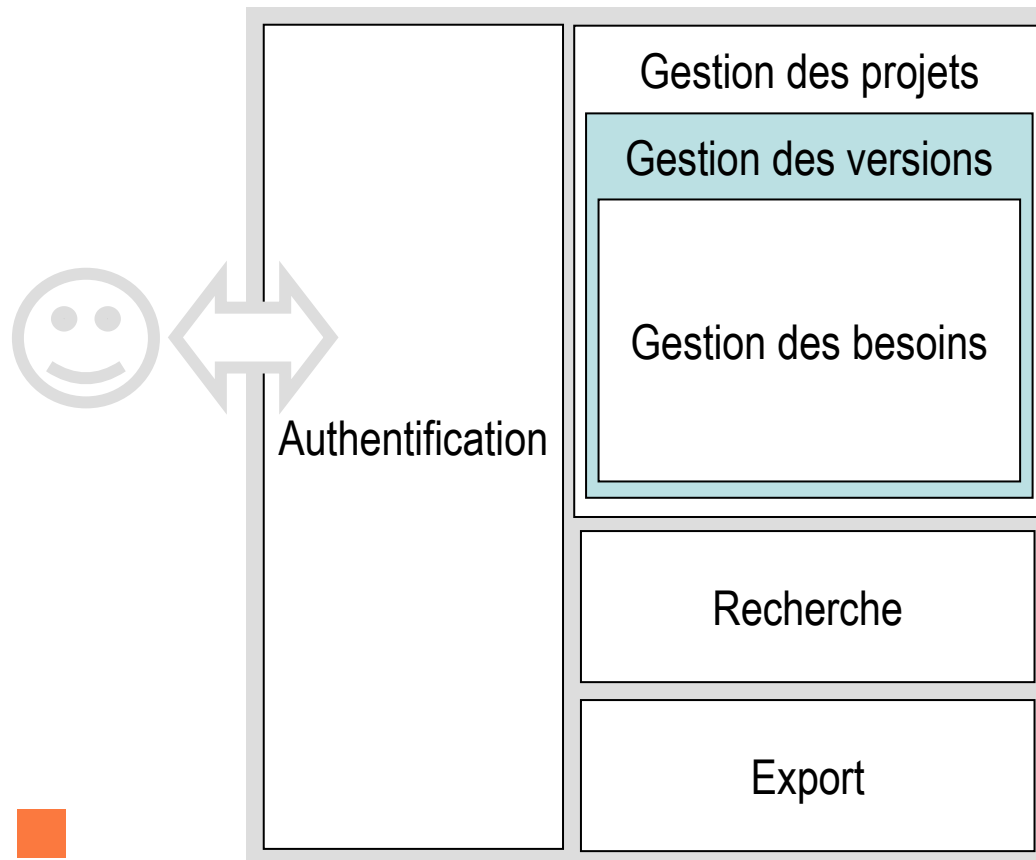 Gestion des projets
Gestion des versions
Gestion des besoins
Authentification
Recherche
Export